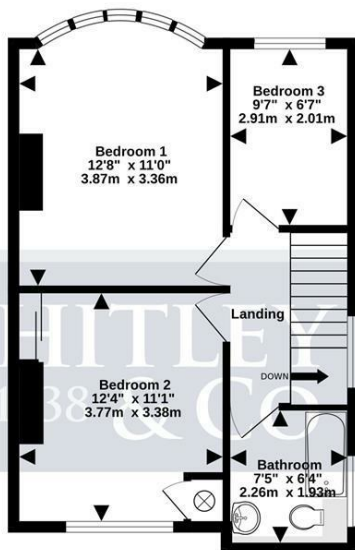 Bedroom 1
12'8" x 11'0"
3.87m x 3.36m
Bedroom 3
9'7" x 6'7"
2.91m x 2.01m
Landing
HITLEY
& CO
DOWN
Bedroom 2
12'4" x 11'1"
3.77m x 3.38m
Bathroom
7'5" x 6'4"
2.26m x 1.93m